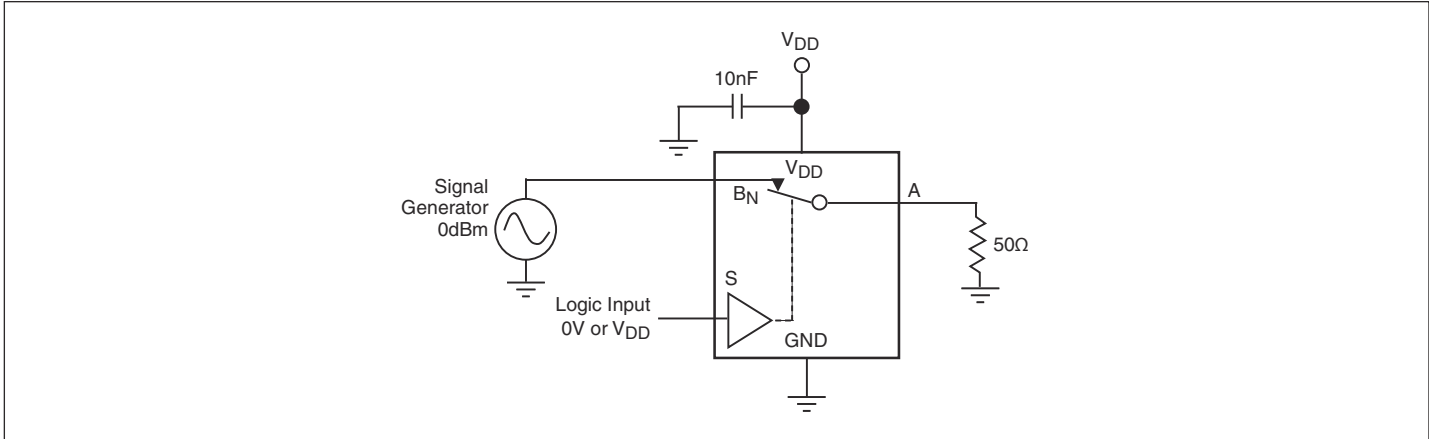 V_DD
10nF
V_DD
Signal
Generator
0dBm
B_N
A
50Ω
S
Logic Input
0V or V_DD
GND